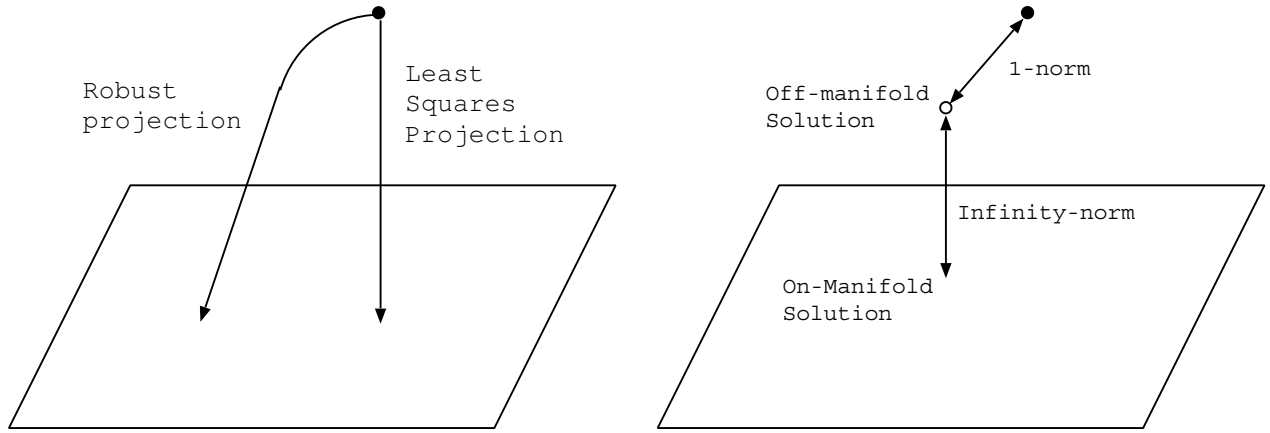 Robust
projection
Least
Squares
Projection
1-norm
Off-manifold
Solution
Infinity-norm
On-Manifold
Solution